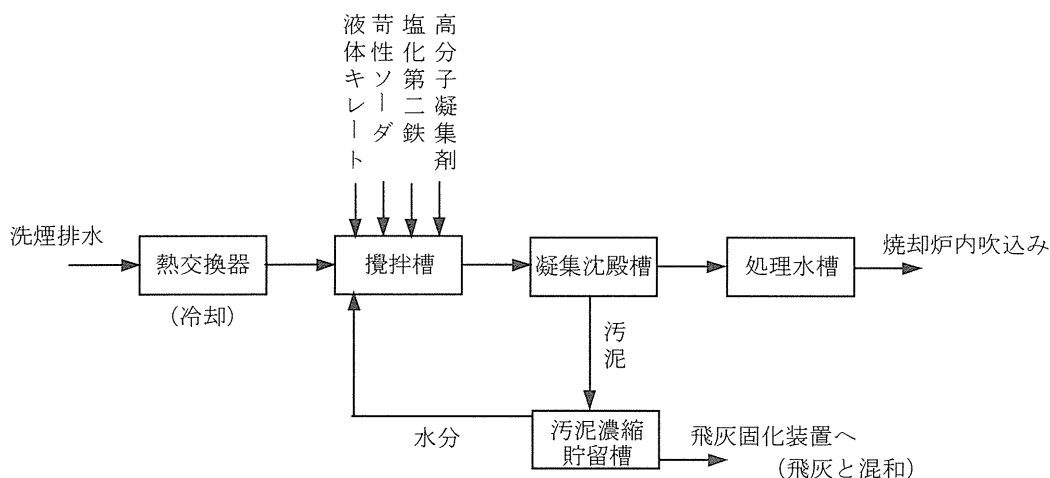 液体キレート
苛性ソーダ
塩化第二鉄
高分子凝集剤
洗煙排水
熱交換器
(冷却)
攪拌槽
凝集沈殿槽
処理水槽
焼却炉内吹込み
汚泥
水分
汚泥濃縮
貯留槽
飛灰固化装置へ
(飛灰と混和)